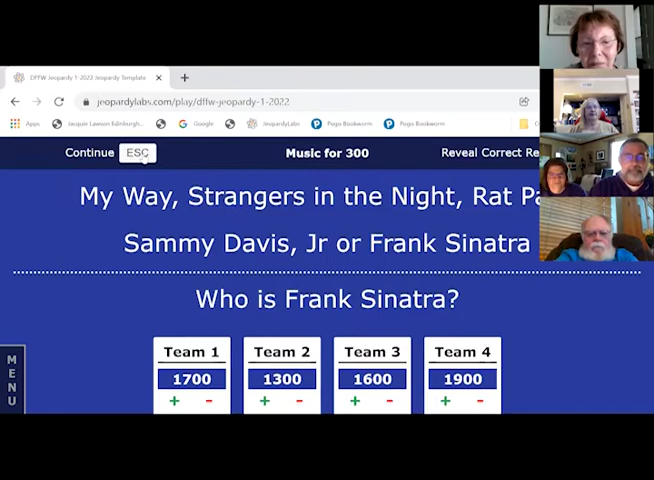 DFFW Jeopardy 1-2022 Jeopardy Template
jeopardylabs.com/play/dffw-jeopardy-1-2022
Apps Jacquie Lawson Edinburgh... Google JeopardyLabs Pogo Bookworm Pogo Bookworm
Continue ESC Music for 300 Reveal Correct Re
My Way, Strangers in the Night, Rat Pa
Sammy Davis, Jr or Frank Sinatra
Who is Frank Sinatra?
MENU
Team 1 Team 2 Team 3 Team 4
1700 1300 1600 1900
+ - + - + - + -